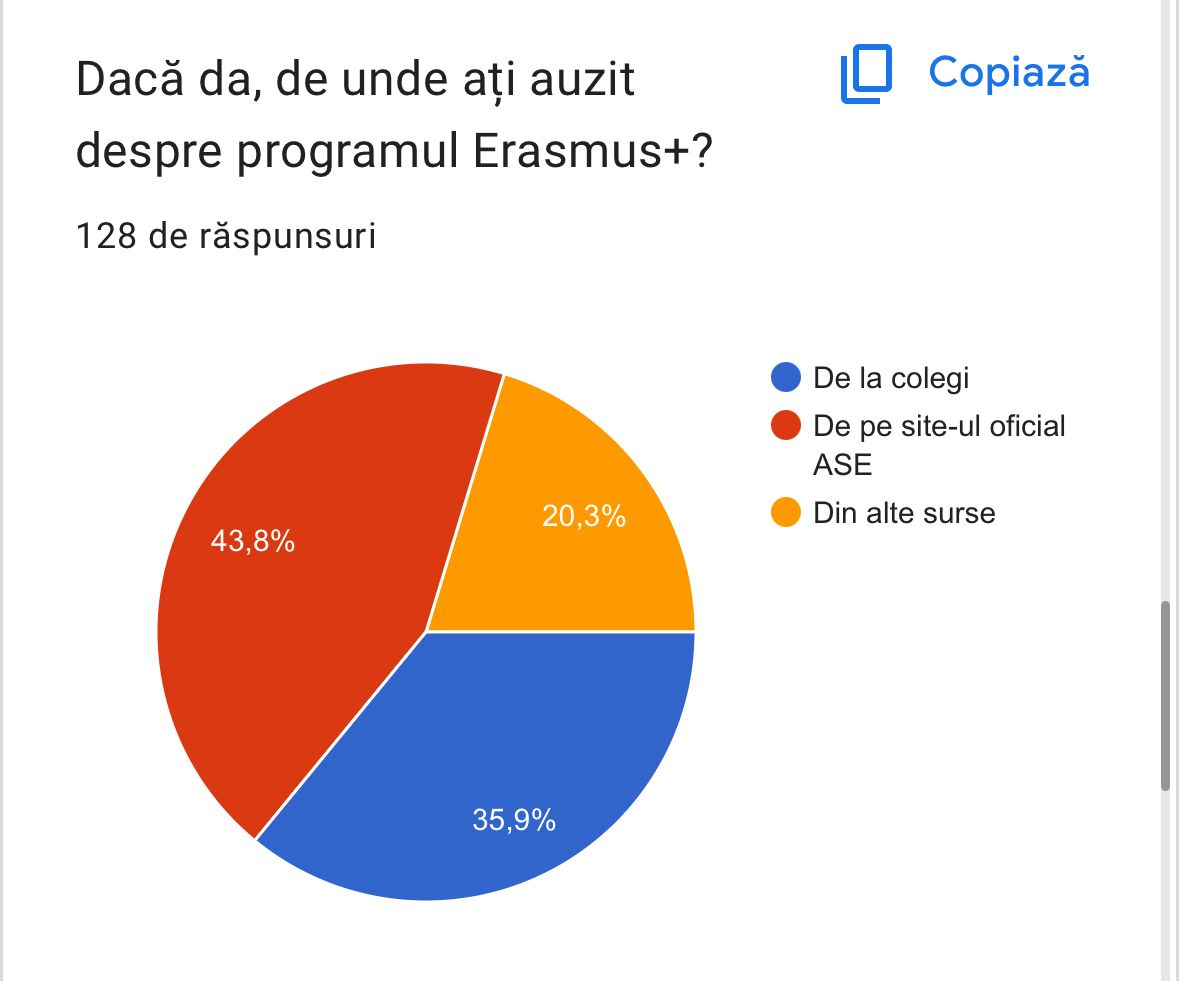 Dacă da, de unde ați auzit
despre programul Erasmus+?
Copiază
128 de răspunsuri
De la colegi
De pe site-ul oficial
ASE
Din alte surse
20,3%
43,8%
35,9%